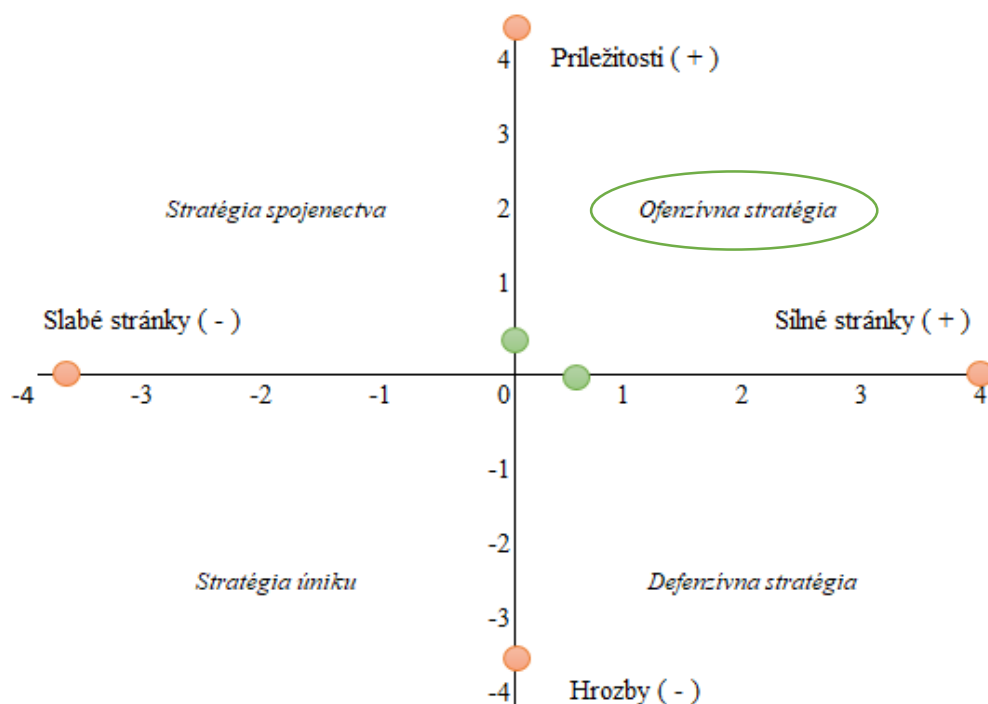 4
Príležitosti ( + )
3
Stratégia spojenectva
2
Ofenzívna stratégia
1
Slabé stránky ( - )
Silné stránky ( + )
-4 -3 -2 -1 0 1 2 3 4
-1
-2
Stratégia úniku
Defenzívna stratégia
-3
-4
Hrozby ( - )